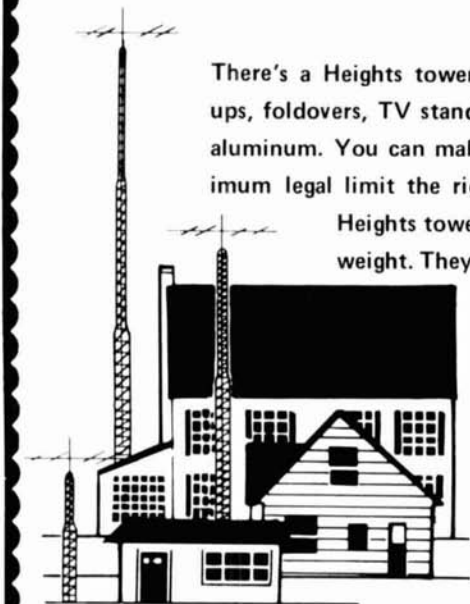 There's a Heights tower
ups, foldovers, TV stand
aluminum. You can mal
imum legal limit the ri
Heights towe
weight. They